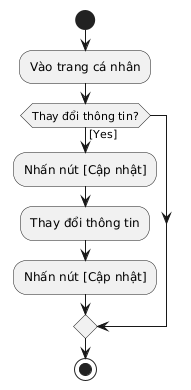 Vào trang cá nhân
Thay đổi thông tin?
[Yes]
Nhấn nút [Cập nhật]
Thay đổi thông tin
Nhấn nút [Cập nhật]